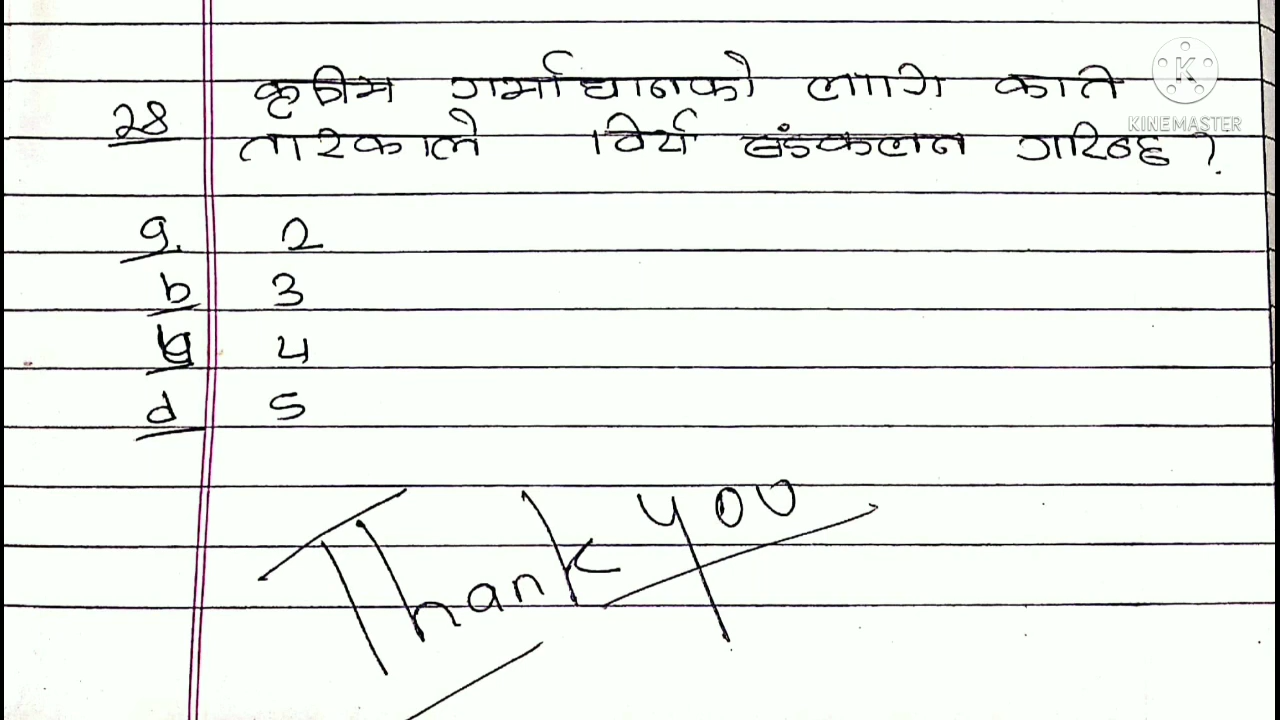 कृत्रीम गर्भाधानको लागि कति
28 तरिकाले विर्य संकलन गरिन्छ ?
a. 2
b 3
c 4
d 5
Thank you
KINEMASTER